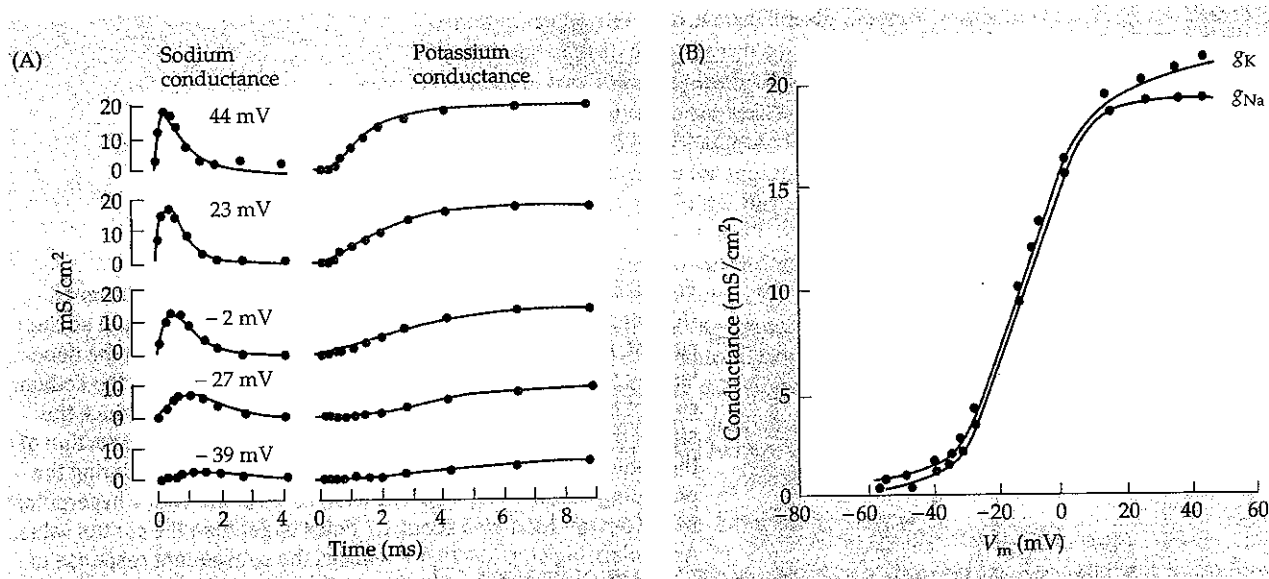 (A)
Sodium
conductance
Potassium
conductance
44 mV
20
10
0
23 mV
20
10
0
− 2 mV
20
10
0
− 27 mV
10
0
− 39 mV
10
0
mS/cm²
0 2 4
0 2 4 6 8
Time (ms)
(B)
gK
gNa
20
15
10
5
0
Conductance (mS/cm²)
−80 −60 −40 −20 0 20 40 60
Vm (mV)